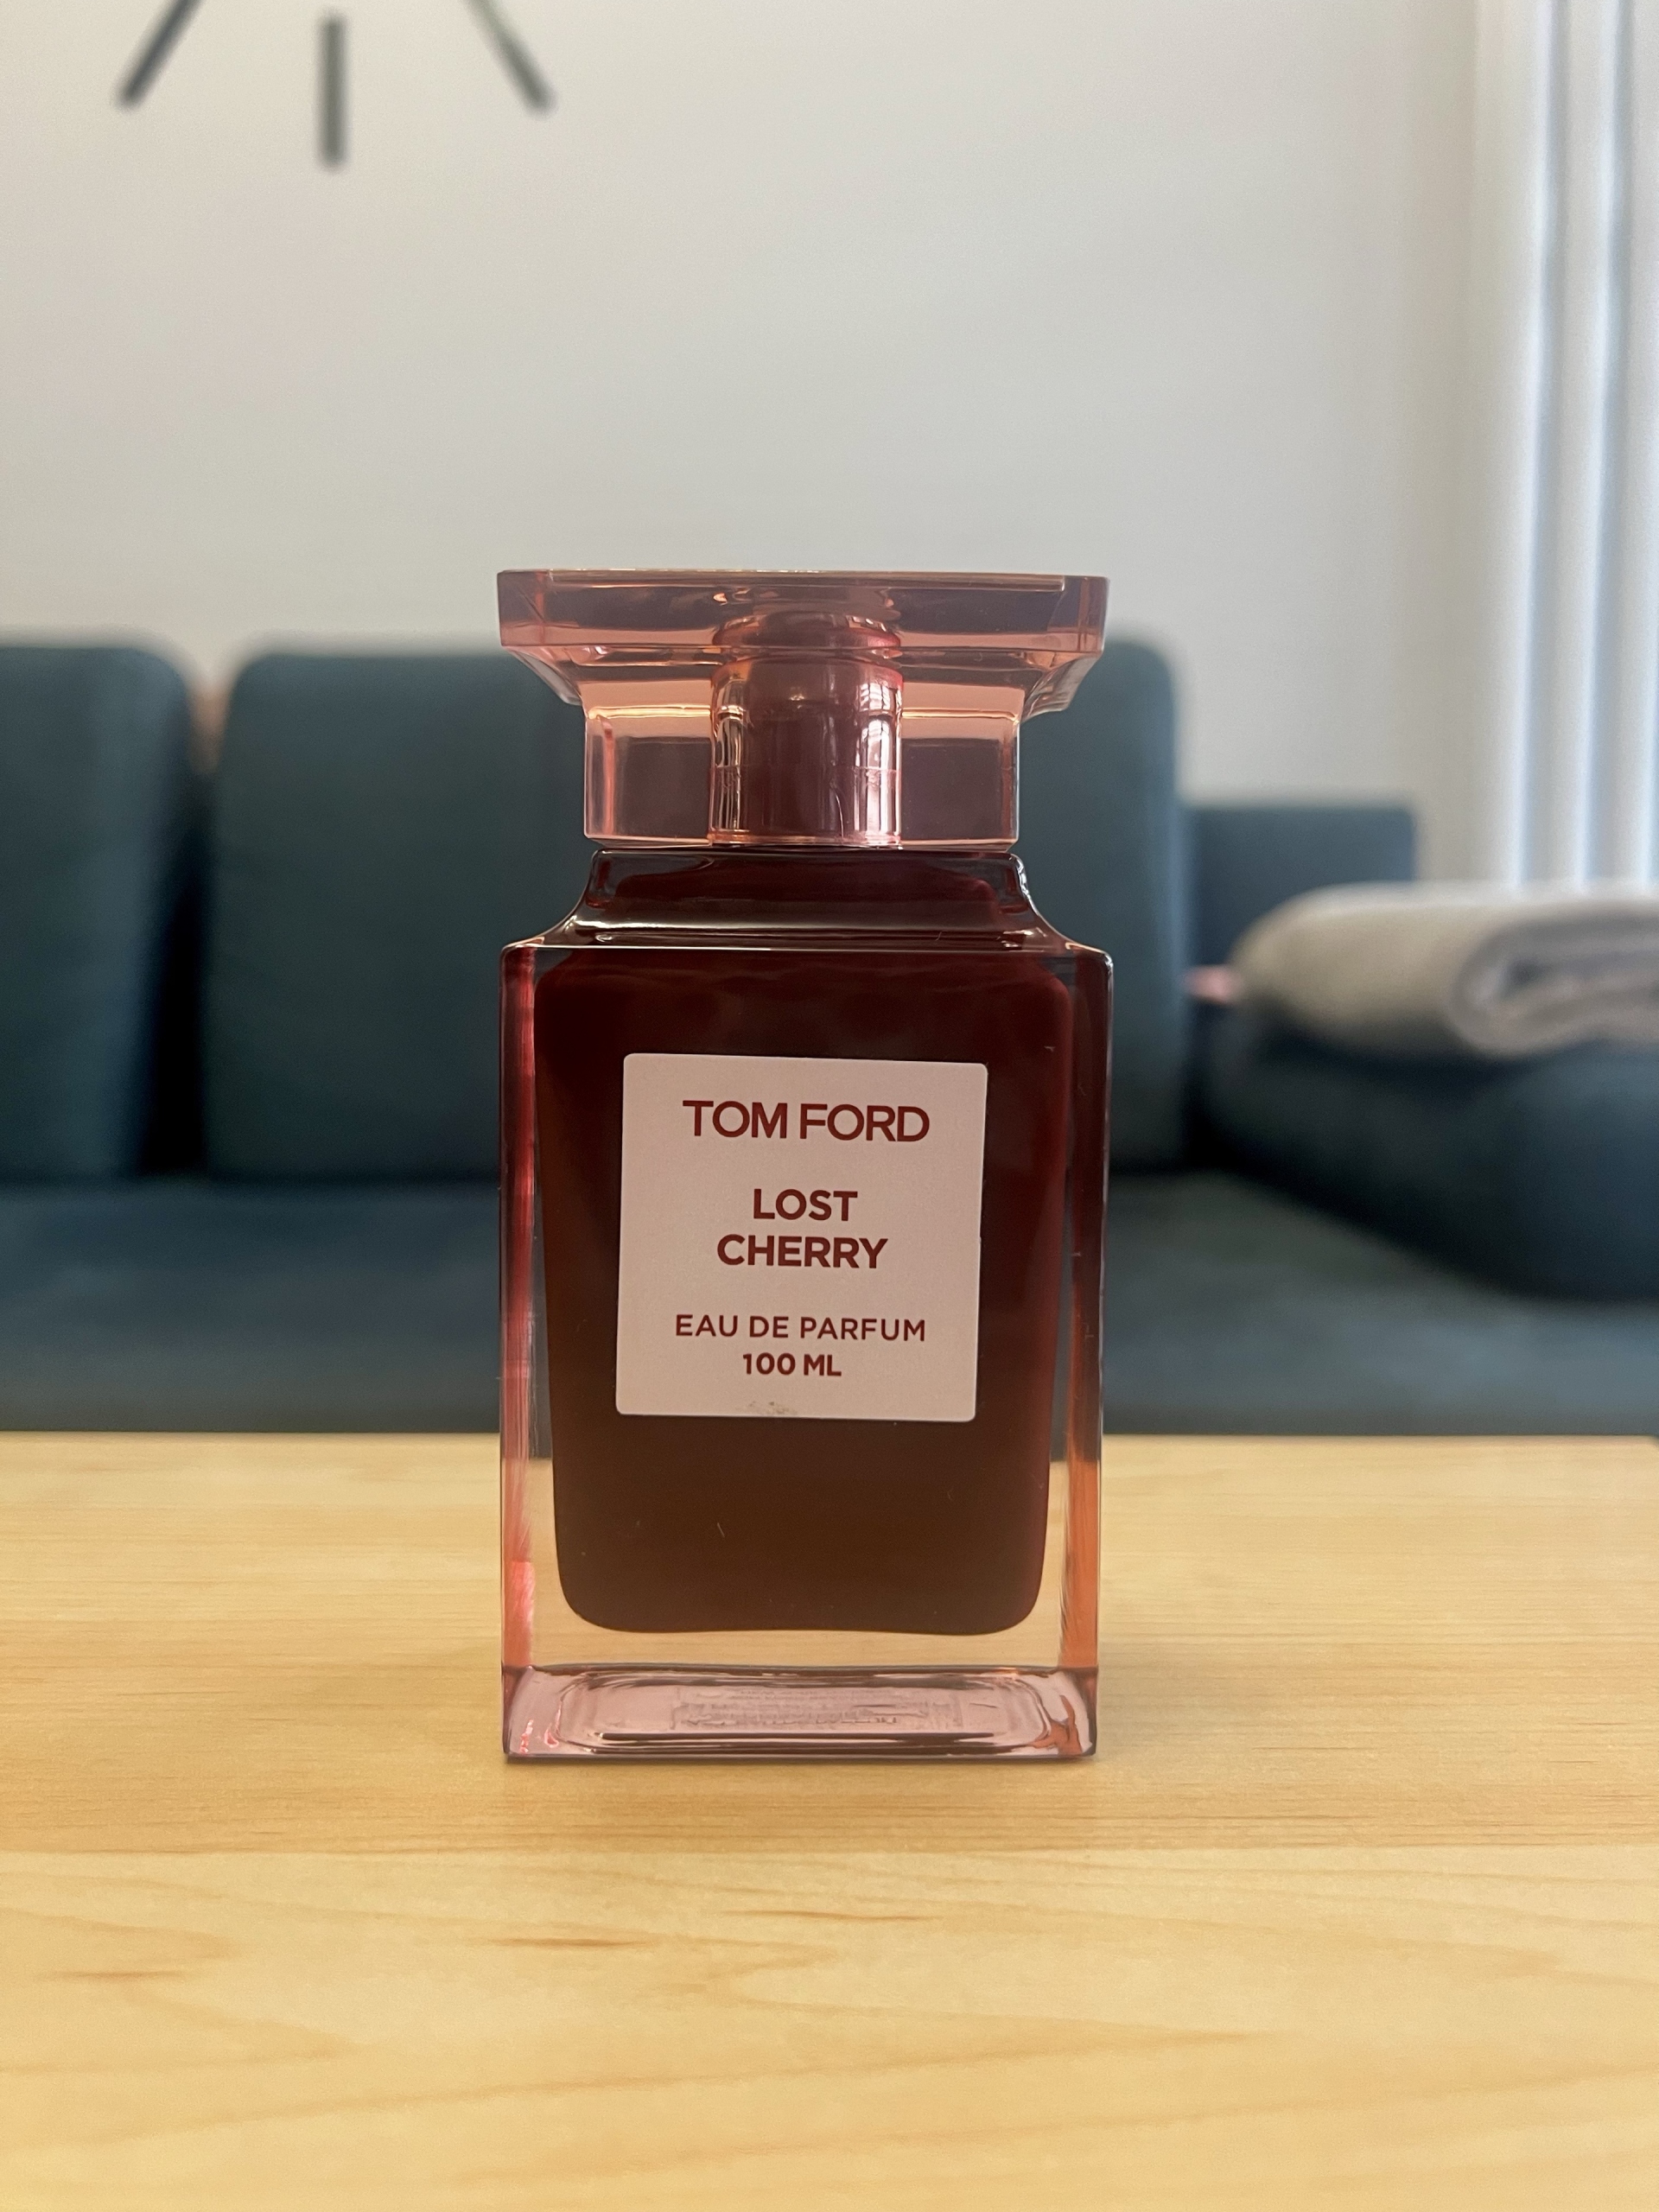 TOM FORD
LOST
CHERRY
EAU DE PARFUM
100 ML